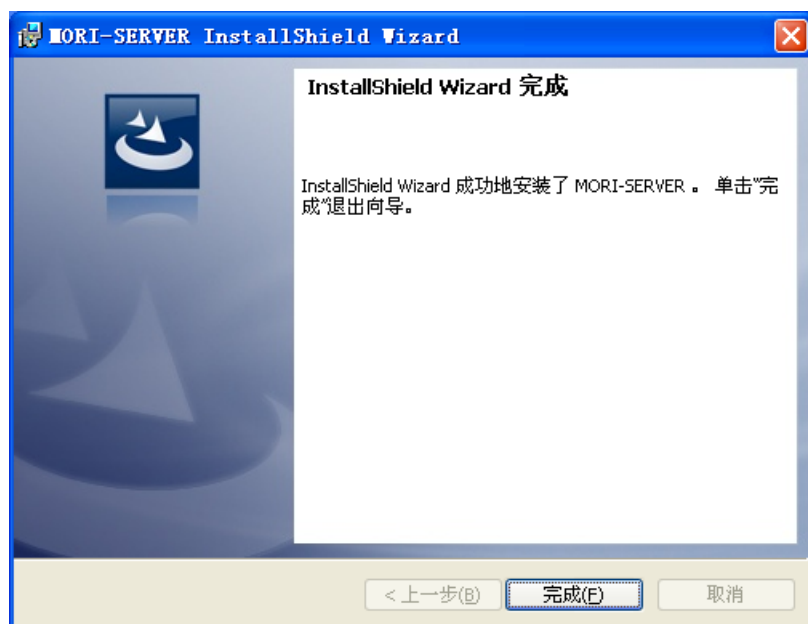 MORI-SERVER InstallShield Wizard
InstallShield Wizard 完成
InstallShield Wizard 成功地安装了 MORI-SERVER 。 单击"完
成"退出向导。
< 上一步(B)
完成(F)
取消